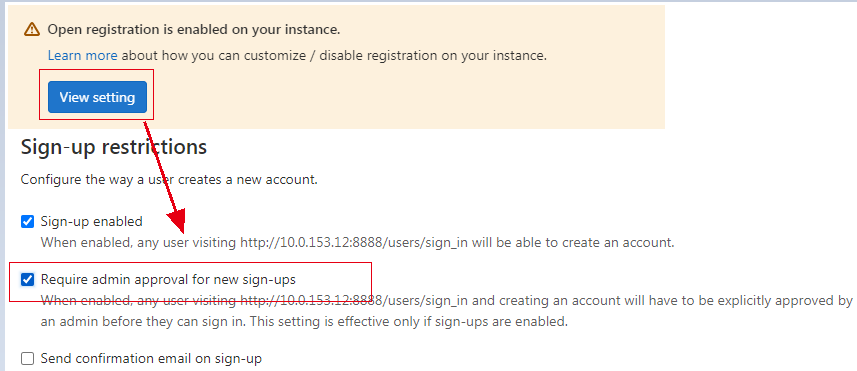 Open registration is enabled on your instance.
Learn more about how you can customize / disable registration on your instance.
View setting
Sign-up restrictions
Configure the way a user creates a new account.
Sign-up enabled
When enabled, any user visiting http://10.0.153.12:8888/users/sign_in will be able to create an account.
Require admin approval for new sign-ups
When enabled, any user visiting http://10.0.153.12:8888/users/sign_in and creating an account will have to be explicitly approved by
an admin before they can sign in. This setting is effective only if sign-ups are enabled.
Send confirmation email on sign-up